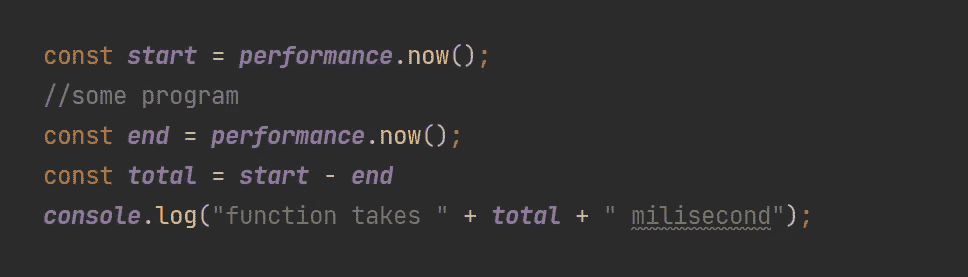 const start = performance.now();
//some program
const end = performance.now();
const total = start - end
console.log("function takes " + total + " milisecond");